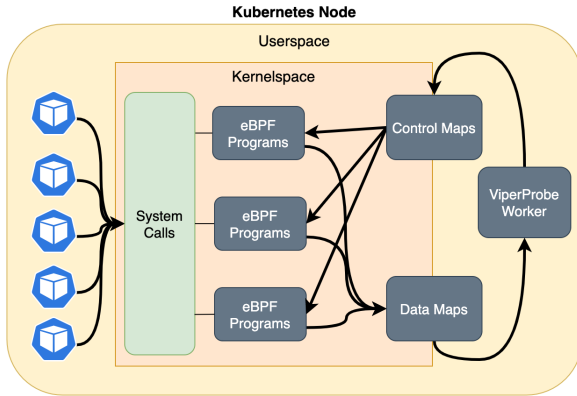 Kubernetes Node
Userspace
Kernelspace
eBPF
Programs
Control Maps
System
Calls
eBPF
Programs
ViperProbe
Worker
eBPF
Programs
Data Maps